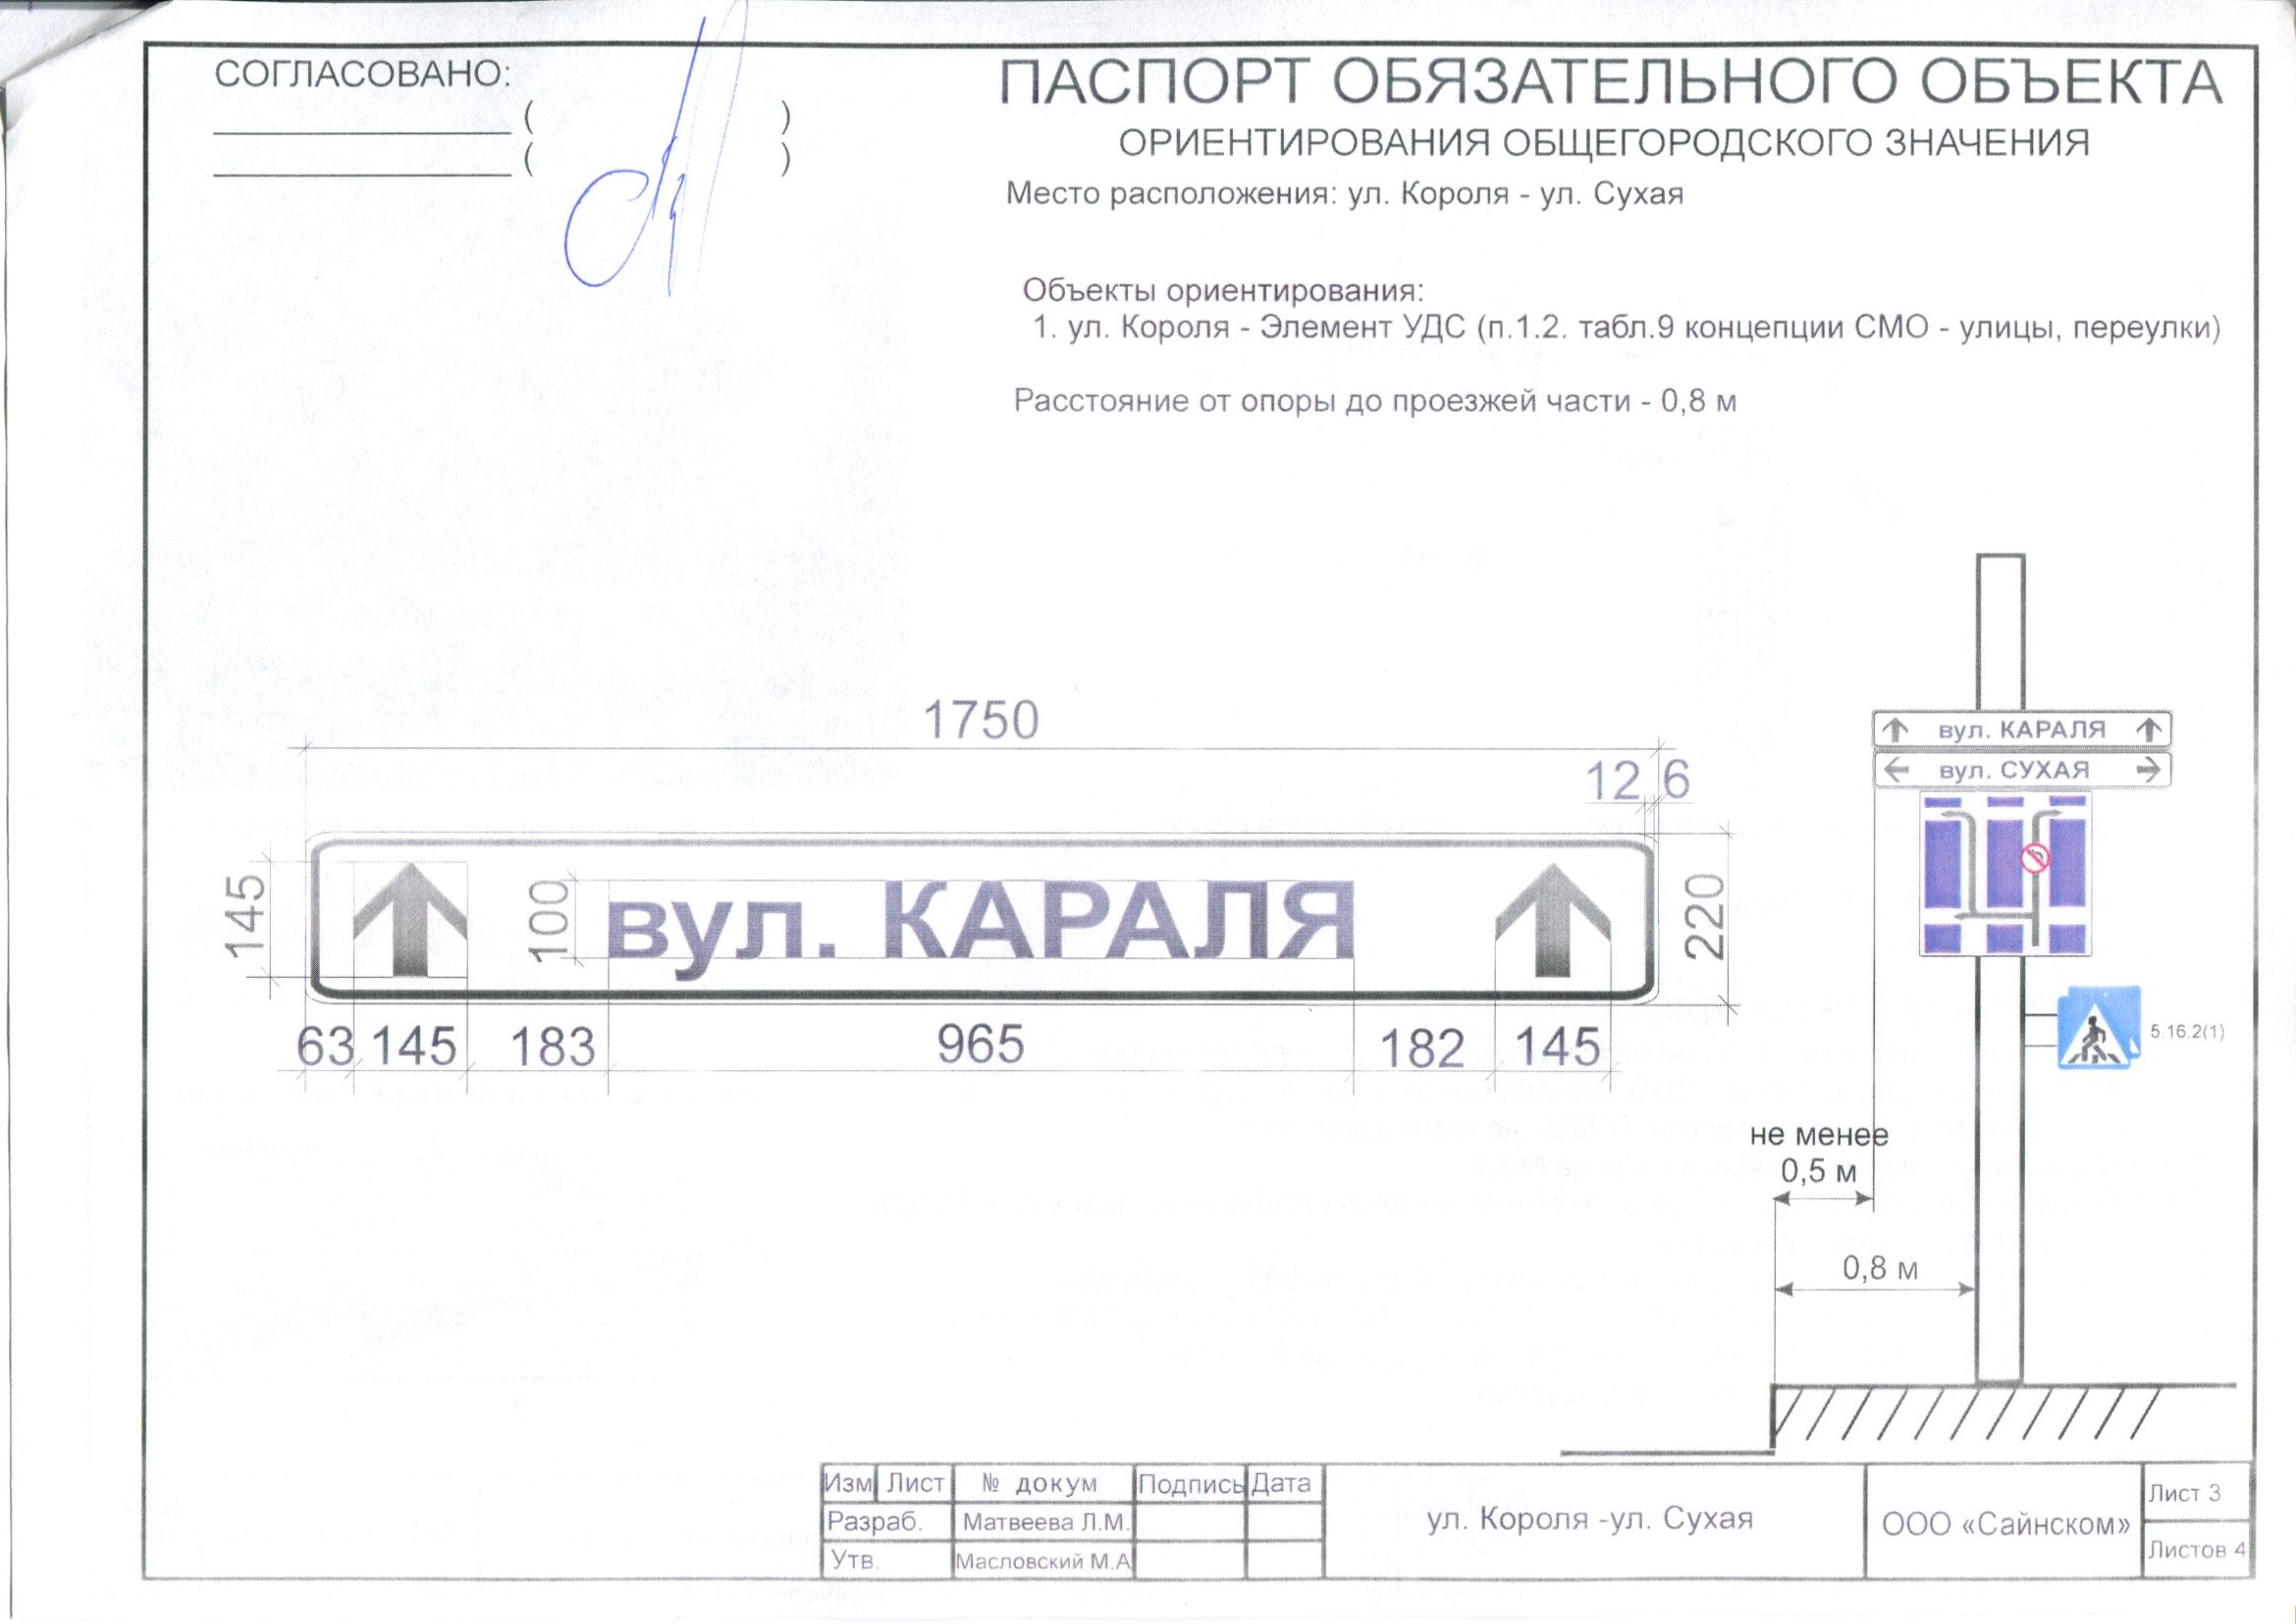 СОГЛАСОВАНО:
( )
( )
ПАСПОРТ ОБЯЗАТЕЛЬНОГО ОБЪЕКТА
ОРИЕНТИРОВАНИЯ ОБЩЕГОРОДСКОГО ЗНАЧЕНИЯ
Место расположения: ул. Короля - ул. Сухая
Объекты ориентирования:
1. ул. Короля - Элемент УДС (п.1.2. табл.9 концепции СМО - улицы, переулки)
Расстояние от опоры до проезжей части - 0,8 м
1750
12 6
145
100
вул. КАРАЛЯ
220
63 145 183 965 182 145
вул. КАРАЛЯ
вул. СУХАЯ
5.16.2(1)
не менее
0,5 м
0,8 м
Изм Лист № докум Подпись Дата
Разраб. Матвеева Л.М.
Утв. Масловский М.А
ул. Короля -ул. Сухая
ООО «Сайнском»
Лист 3
Листов 4